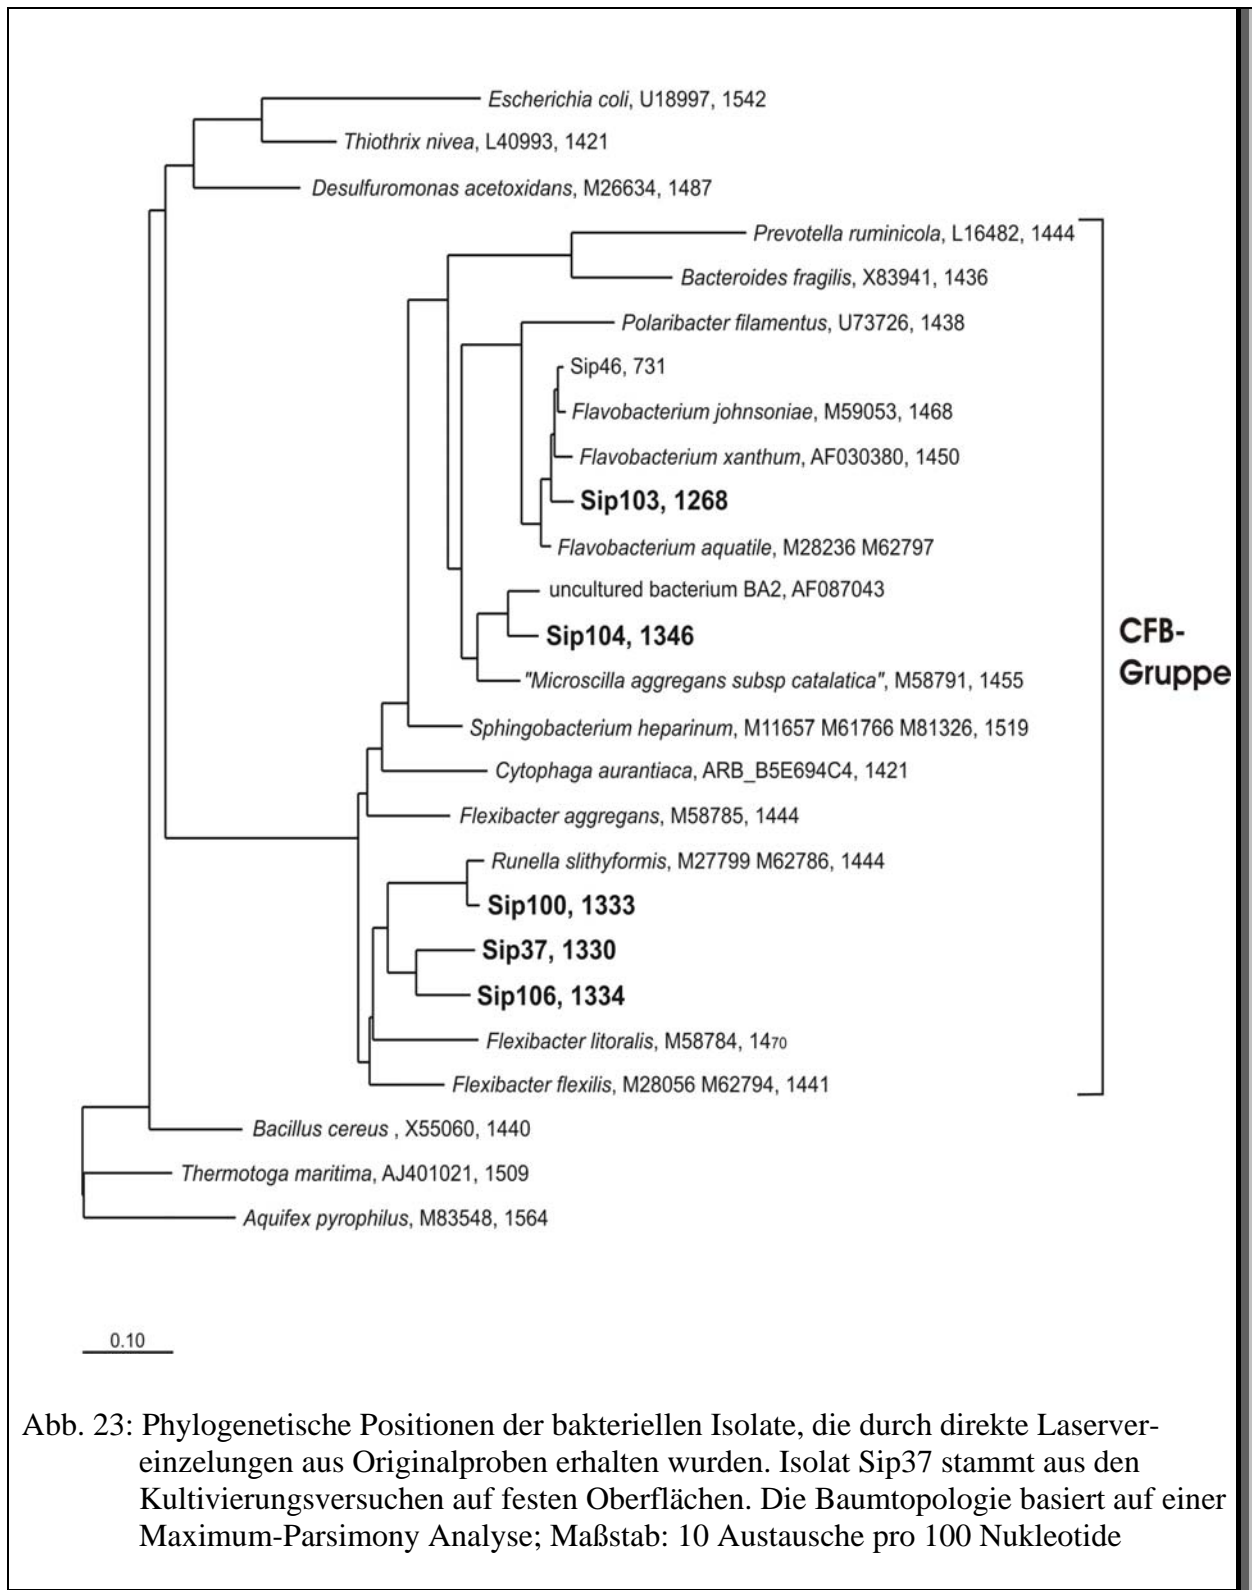 Escherichia coli, U18997, 1542
Thiothrix nivea, L40993, 1421
Desulfuromonas acetoxidans, M26634, 1487
Prevotella ruminicola, L16482, 1444
Bacteroides fragilis, X83941, 1436
Polaribacter filamentus, U73726, 1438
Sip46, 731
Flavobacterium johnsoniae, M59053, 1468
Flavobacterium xanthum, AF030380, 1450
Sip103, 1268
Flavobacterium aquatile, M28236 M62797
uncultured bacterium BA2, AF087043
Sip104, 1346
"Microscilla aggregans subsp catalatica", M58791, 1455
Sphingobacterium heparinum, M11657 M61766 M81326, 1519
Cytophaga aurantiaca, ARB_B5E694C4, 1421
Flexibacter aggregans, M58785, 1444
Runella slithyformis, M27799 M62786, 1444
Sip100, 1333
Sip37, 1330
Sip106, 1334
Flexibacter litoralis, M58784, 1470
Flexibacter flexilis, M28056 M62794, 1441
CFB-
Gruppe
Bacillus cereus , X55060, 1440
Thermotoga maritima, AJ401021, 1509
Aquifex pyrophilus, M83548, 1564
0.10
Abb. 23: Phylogenetische Positionen der bakteriellen Isolate, die durch direkte Laserver-
einzelungen aus Originalproben erhalten wurden. Isolat Sip37 stammt aus den
Kultivierungsversuchen auf festen Oberflächen. Die Baumtopologie basiert auf einer
Maximum-Parsimony Analyse; Maßstab: 10 Austausche pro 100 Nukleotide